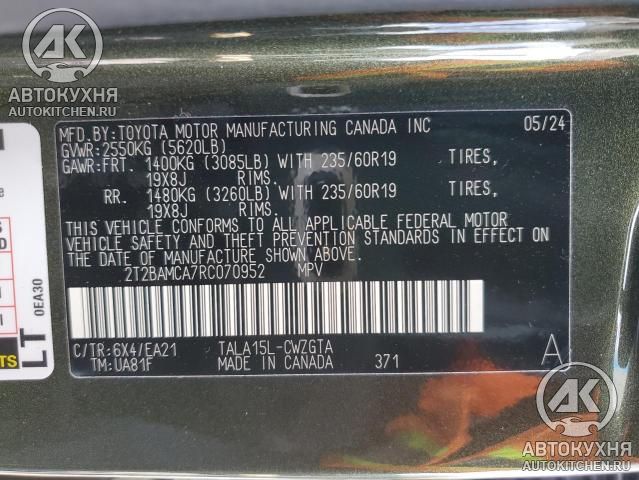 AK
АВТОКУХНЯ
AUTOKITCHEN.RU
MFD.BY:TOYOTA MOTOR MANUFACTURING CANADA INC 05/24
GVWR:2550KG (5620LB)
GAWR:FRT. 1400KG (3085LB) WITH 235/60R19 TIRES,
19X8J RIMS.
RR. 1480KG (3260LB) WITH 235/60R19 TIRES,
19X8J RIMS.
THIS VEHICLE CONFORMS TO ALL APPLICABLE FEDERAL MOTOR
VEHICLE SAFETY AND THEFT PREVENTION STANDARDS IN EFFECT ON
THE DATE OF MANUFACTURE SHOWN ABOVE.
2T2BAMCA7RC070952 MPV
C/TR:6X4/EA21 TALA15L-CWZGTA
TM:UA81F MADE IN CANADA 371 A
LT 0EA30
AK
АВТОКУХНЯ
AUTOKITCHEN.RU